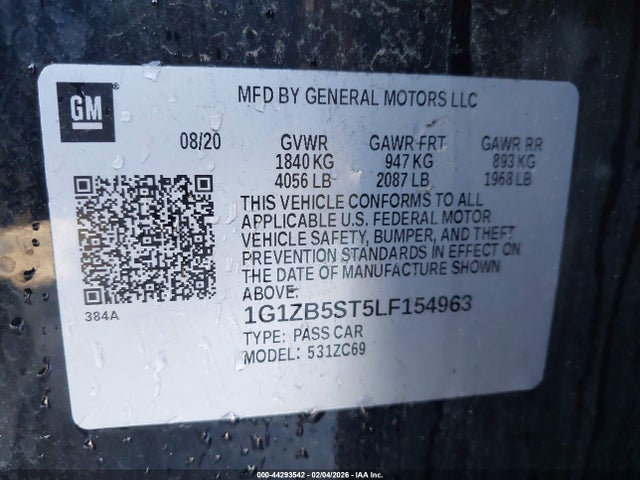 GM
MFD BY GENERAL MOTORS LLC
08/20 GVWR GAWR FRT GAWR RR
1840 KG 947 KG 893 KG
4056 LB 2087 LB 1968 LB
THIS VEHICLE CONFORMS TO ALL
APPLICABLE U.S. FEDERAL MOTOR
VEHICLE SAFETY, BUMPER, AND THEFT
PREVENTION STANDARDS IN EFFECT ON
THE DATE OF MANUFACTURE SHOWN
ABOVE.
384A
1G1ZB5ST5LF154963
TYPE: PASS CAR
MODEL: 531ZC69
000-44293542 - 02/04/2026 - IAA Inc.